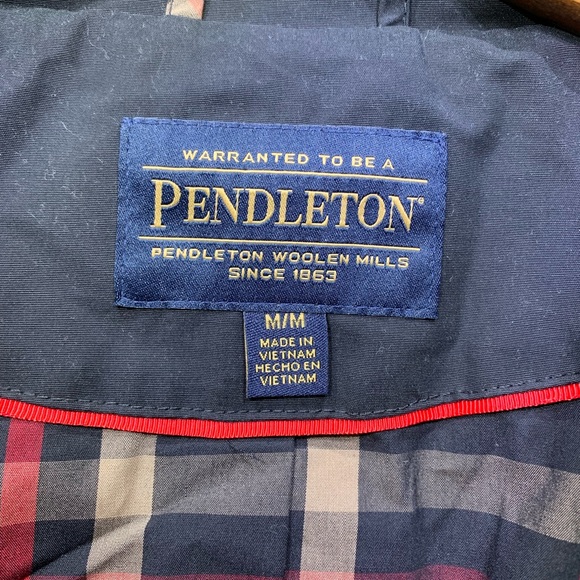 WARRANTED TO BE A
PENDLETON®
PENDLETON WOOLEN MILLS
SINCE 1863
M/M
MADE IN
VIETNAM
HECHO EN
VIETNAM